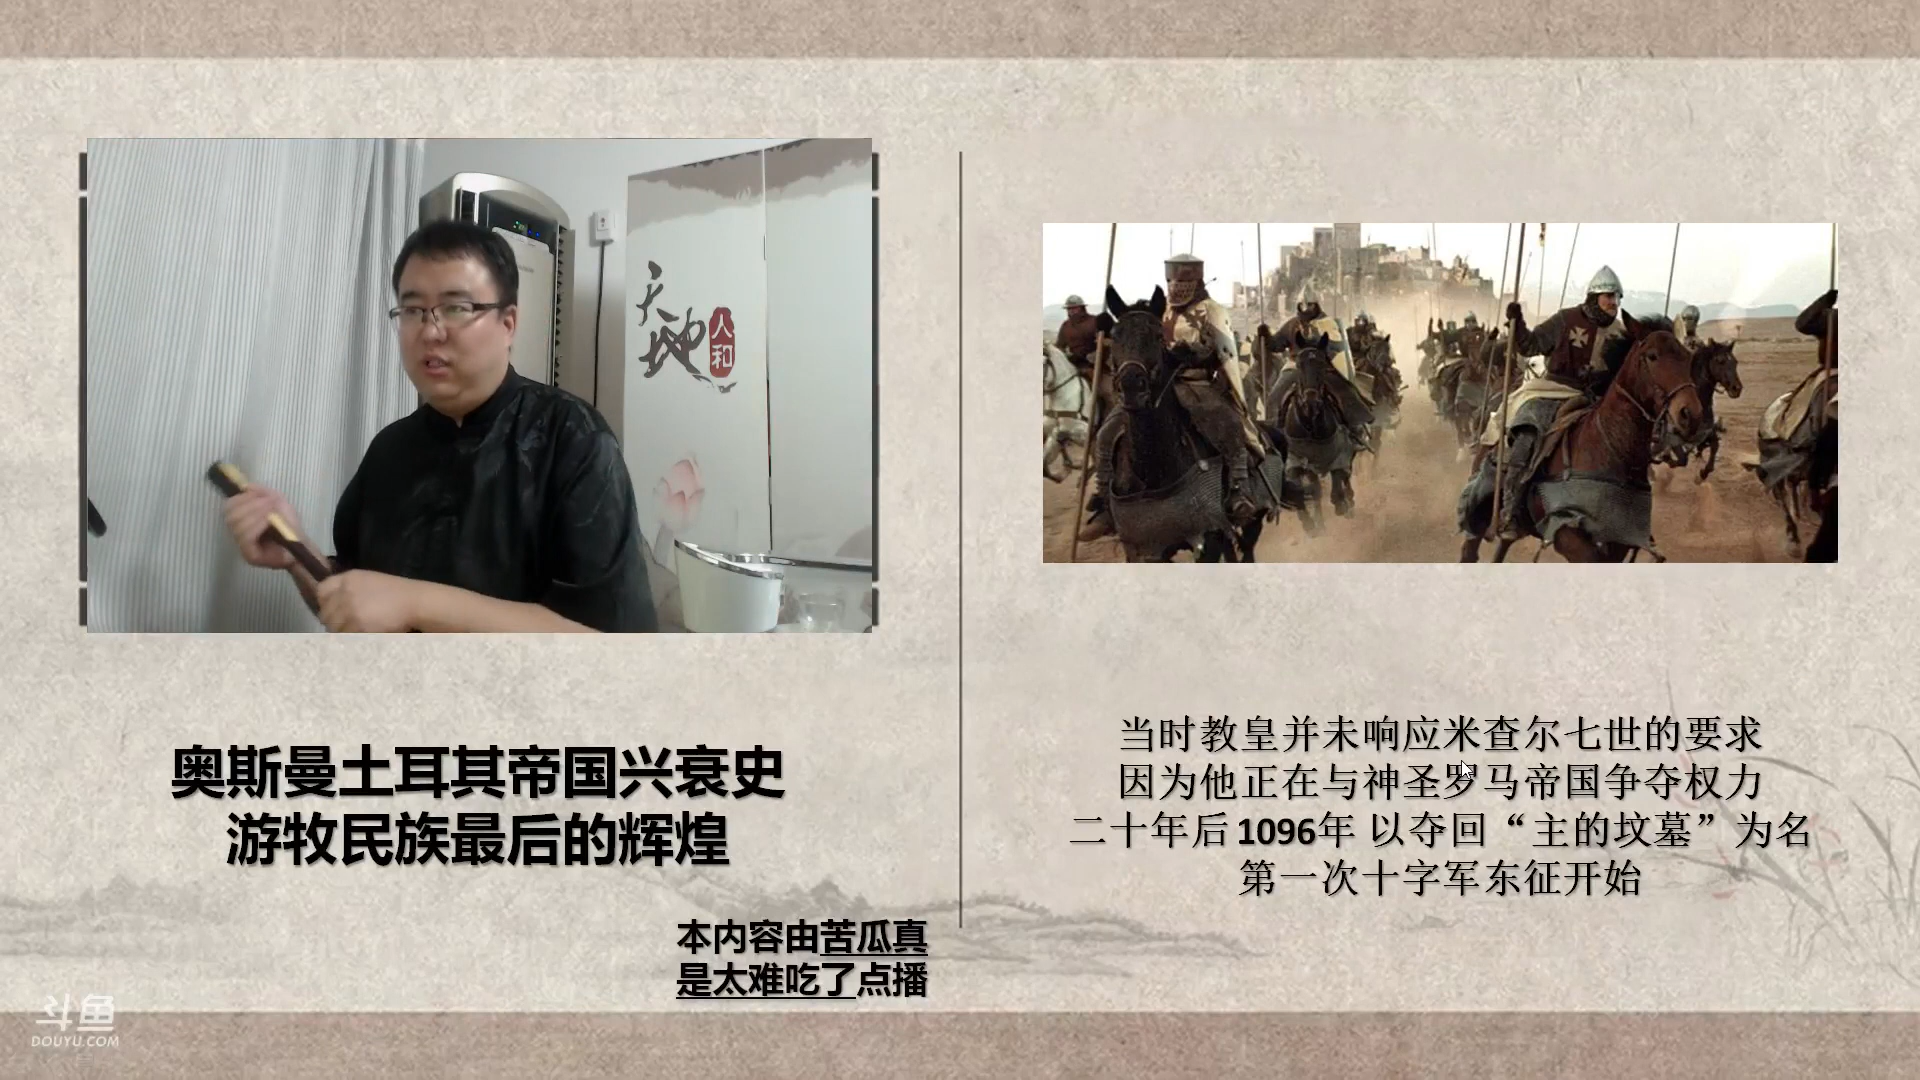 天地
人和
奥斯曼土耳其帝国兴衰史
游牧民族最后的辉煌
本内容由苦瓜真
是太难吃了点播
当时教皇并未响应米查尔七世的要求
因为他正在与神圣罗马帝国争夺权力
二十年后1096年 以夺回“主的坟墓”为名
第一次十字军东征开始
斗鱼
DOUYU.COM